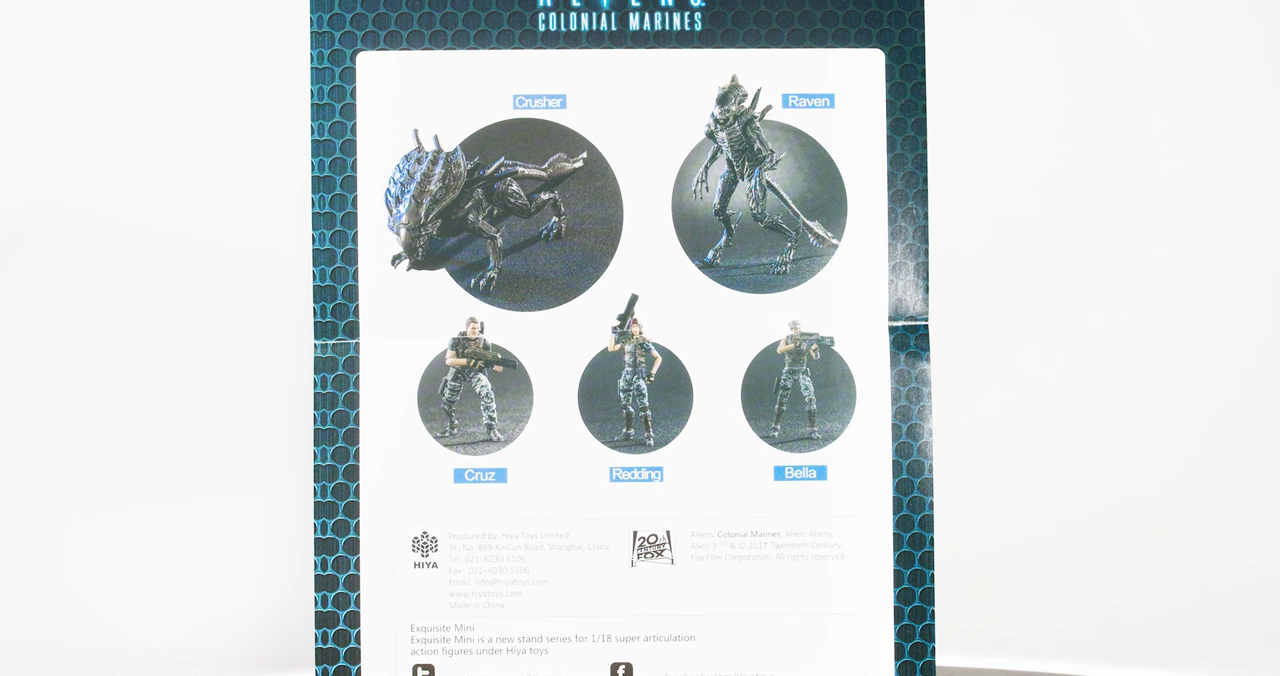 ALIENS
COLONIAL MARINES
Crusher
Raven
Cruz
Redding
Bella
HIYA
Produced By: Hiya Toys Limited
3F, No. 869 XinCun Road, Shanghai, China
Tel: 021- 6230 5106
Fax: 021- 6230 5106
Email: info@hiyatoys.com
www.hiyatoys.com
Made in China
20th
CENTURY
FOX
Aliens: Colonial Marines, Alien, Aliens,
Alien 3 TM & © 2017 Twentieth Century
Fox Film Corporation. All rights reserved.
Exquisite Mini
Exquisite Mini is a new stand series for 1/18 super articulation
action figures under Hiya toys